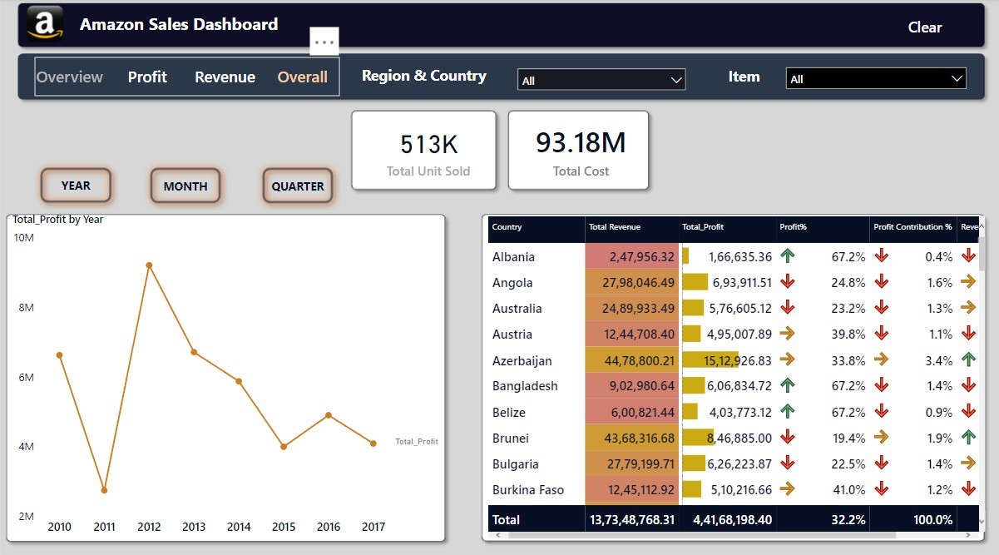 a
Amazon Sales Dashboard
Clear
Overview Profit Revenue Overall
Region & Country All
Item All
513K
Total Unit Sold
93.18M
Total Cost
YEAR MONTH QUARTER
Total_Profit by Year
10M
8M
6M
4M
2M
Total_Profit
2010 2011 2012 2013 2014 2015 2016 2017
Country Total Revenue Total_Profit Profit% Profit Contribution % Reve
Albania 2,47,956.32 1,66,635.36 67.2% 0.4%
Angola 27,98,046.49 6,93,911.51 24.8% 1.6%
Australia 24,89,933.49 5,76,605.12 23.2% 1.3%
Austria 12,44,708.40 4,95,007.89 39.8% 1.1%
Azerbaijan 44,78,800.21 15,12,926.83 33.8% 3.4%
Bangladesh 9,02,980.64 6,06,834.72 67.2% 1.4%
Belize 6,00,821.44 4,03,773.12 67.2% 0.9%
Brunei 43,68,316.68 8,46,885.00 19.4% 1.9%
Bulgaria 27,79,199.71 6,26,223.87 22.5% 1.4%
Burkina Faso 12,45,112.92 5,10,216.66 41.0% 1.2%
Total 13,73,48,768.31 4,41,68,198.40 32.2% 100.0%